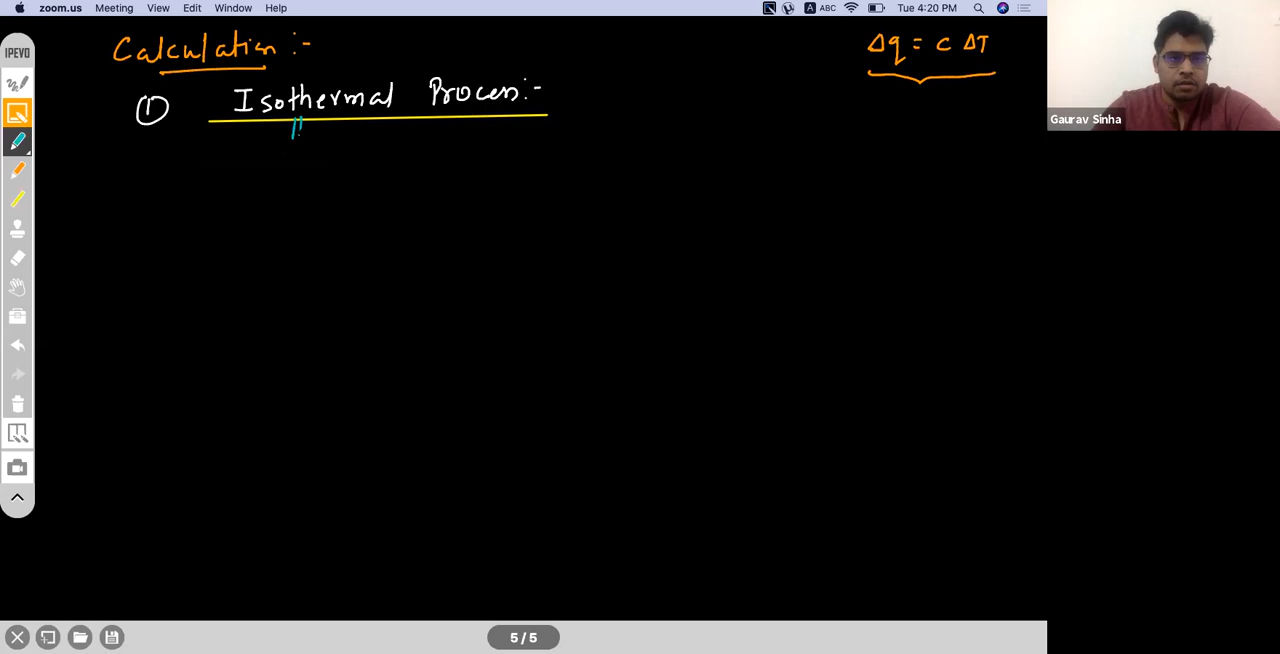 zoom.us Meeting View Edit Window Help A ABC Tue 4:20 PM
IPEVO
Calculation :-
Δq = C ΔT
① Isothermal Process :-
Gaurav Sinha
5 / 5